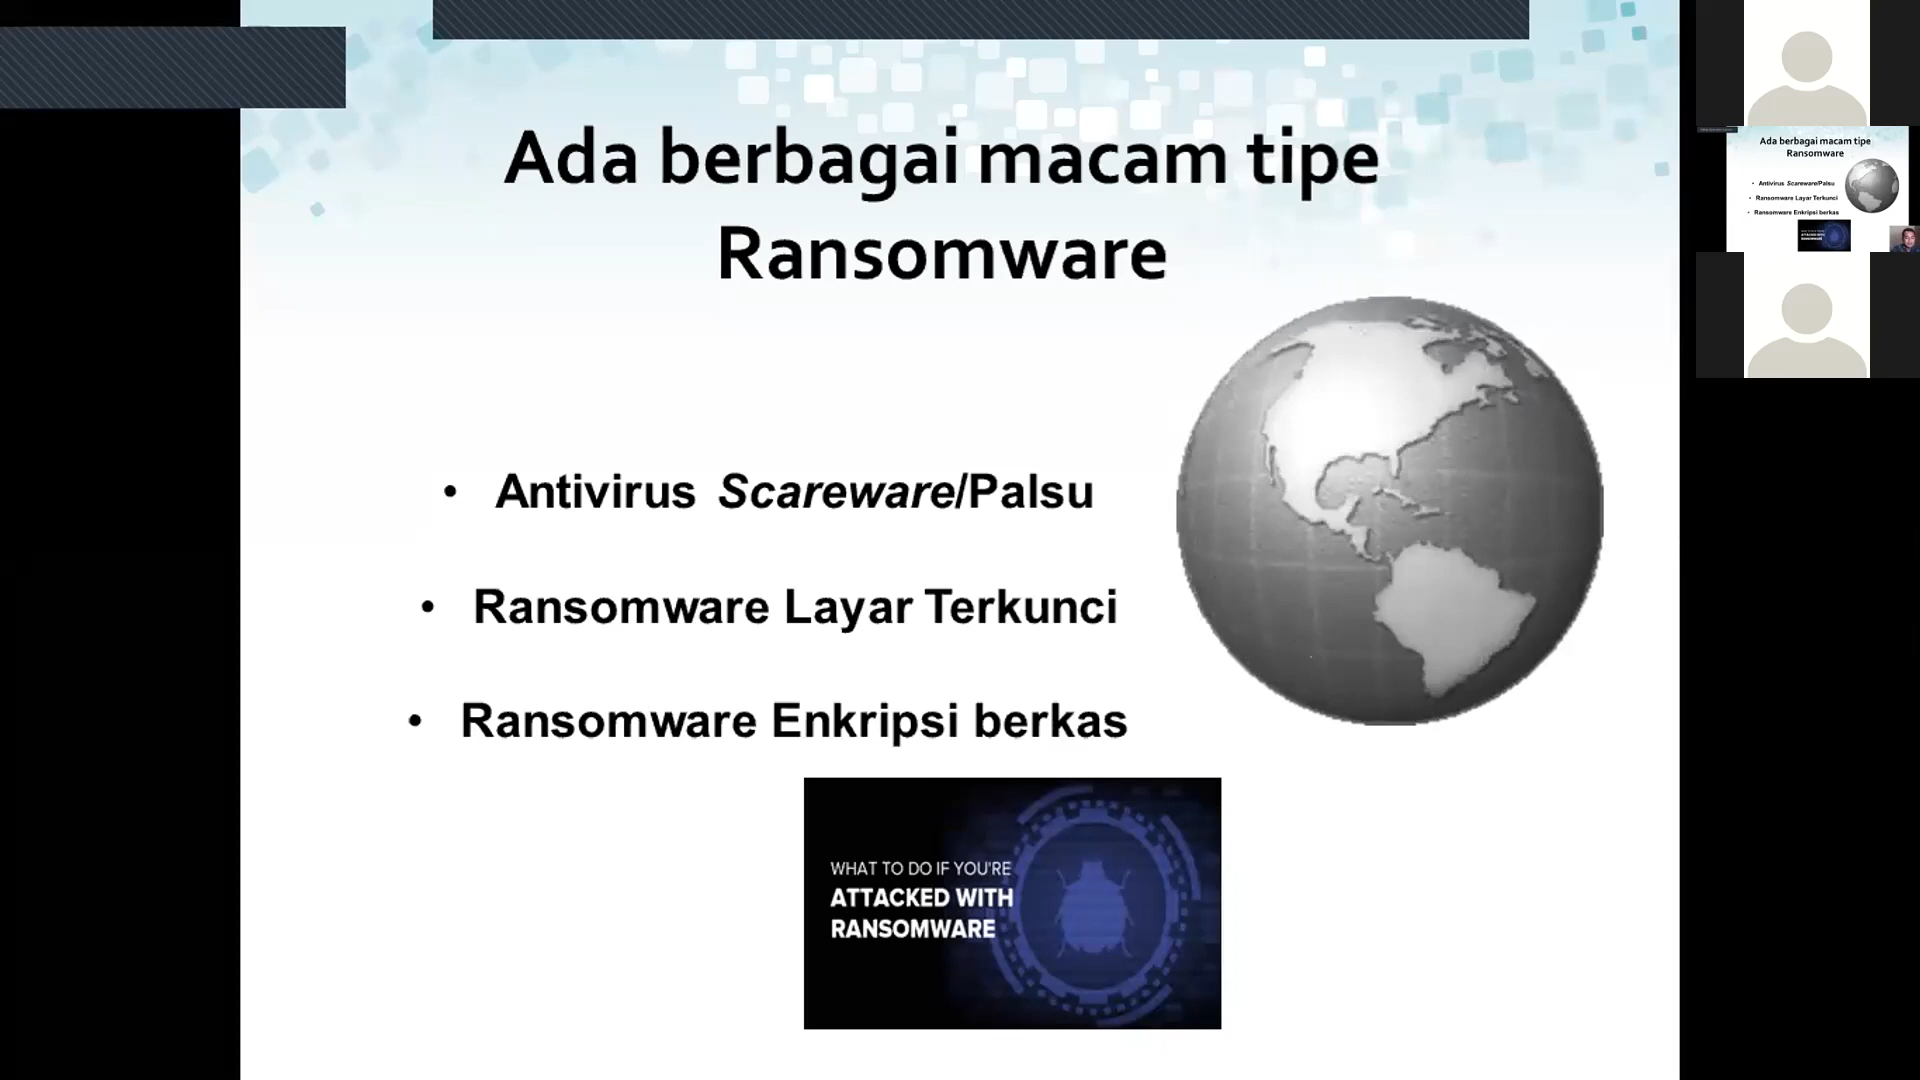 Ada berbagai macam tipe
Ransomware
• Antivirus Scareware/Palsu
• Ransomware Layar Terkunci
• Ransomware Enkripsi berkas
WHAT TO DO IF YOU'RE
ATTACKED WITH
RANSOMWARE
Ada berbagai macam tipe
Ransomware
• Antivirus Scareware/Palsu
• Ransomware Layar Terkunci
• Ransomware Enkripsi berkas